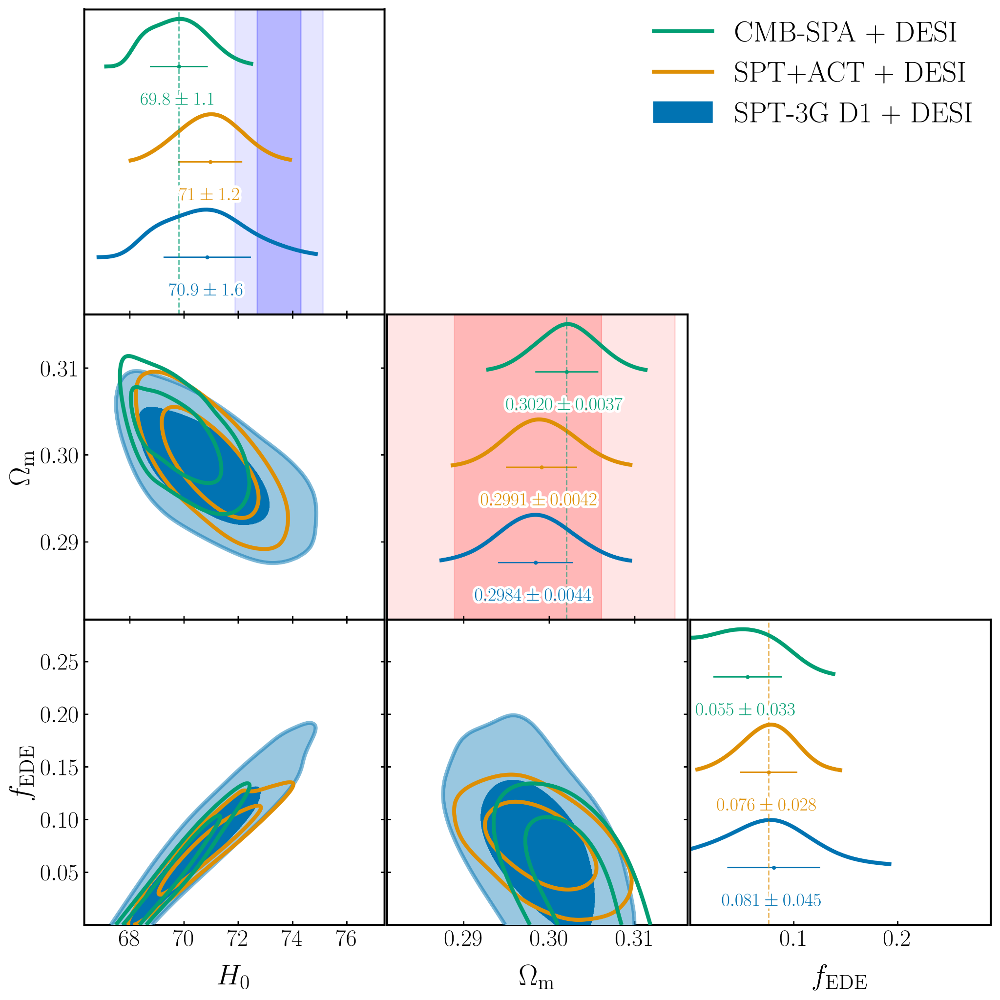 CMB-SPA + DESI
SPT+ACT + DESI
SPT-3G D1 + DESI
69.8 ± 1.1
71 ± 1.2
70.9 ± 1.6
0.31
0.30
0.29
Ωm
0.3020 ± 0.0037
0.2991 ± 0.0042
0.2984 ± 0.0044
0.25
0.20
0.15
0.10
0.05
fEDE
0.055 ± 0.033
0.076 ± 0.028
0.081 ± 0.045
68 70 72 74 76
0.29 0.30 0.31
0.1 0.2
H0
Ωm
fEDE